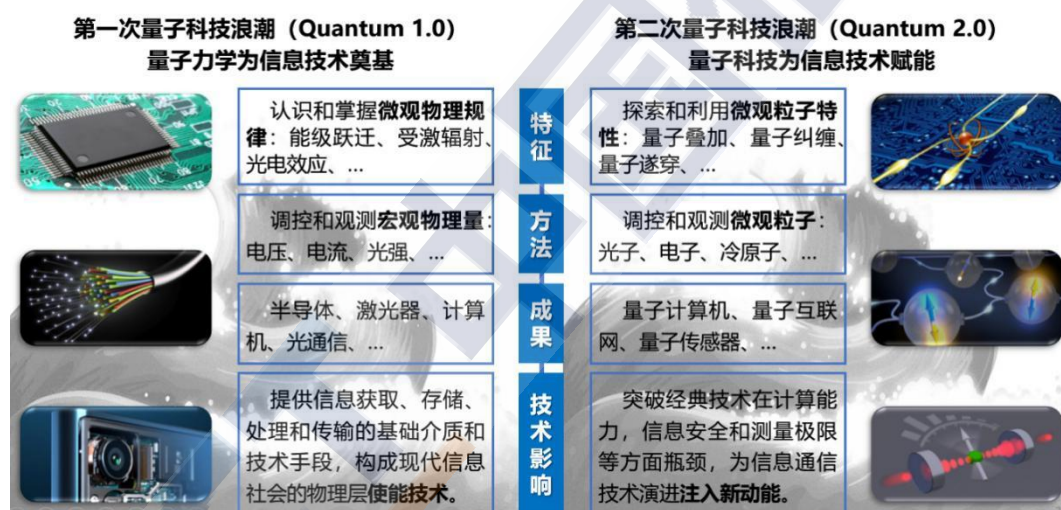 第一次量子科技浪潮（Quantum 1.0）
量子力学为信息技术奠基
第二次量子科技浪潮（Quantum 2.0）
量子科技为信息技术赋能
认识和掌握微观物理规
律：能级跃迁、受激辐射、
光电效应、...
特征
探索和利用微观粒子特
性：量子叠加、量子纠缠、
量子遂穿、...
调控和观测宏观物理量：
电压、电流、光强、...
方法
调控和观测微观粒子：
光子、电子、冷原子、...
半导体、激光器、计算
机、光通信、...
成果
量子计算机、量子互联
网、量子传感器、...
提供信息获取、存储、
处理和传输的基础介质和
技术手段，构成现代信息
社会的物理层使能技术。
技术影响
突破经典技术在计算能
力，信息安全和测量极限
等方面瓶颈，为信息通信
技术演进注入新动能。